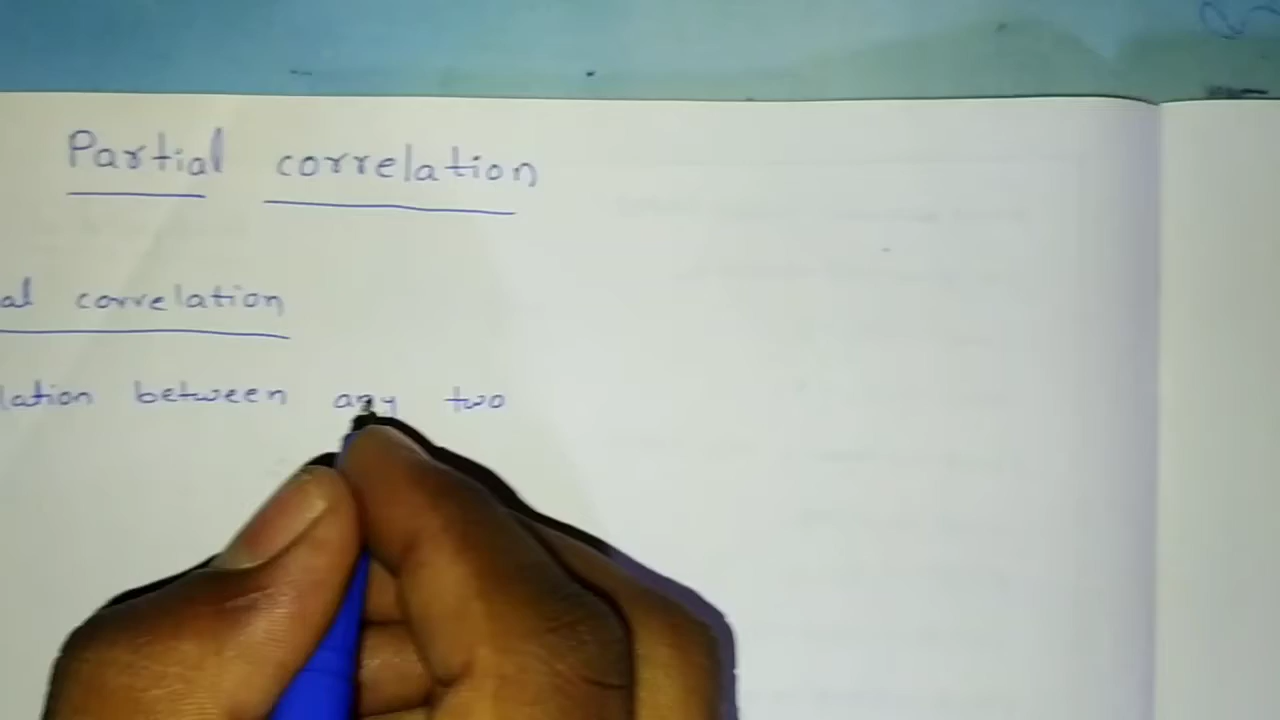 Partial correlation
al correlation
lation between any two